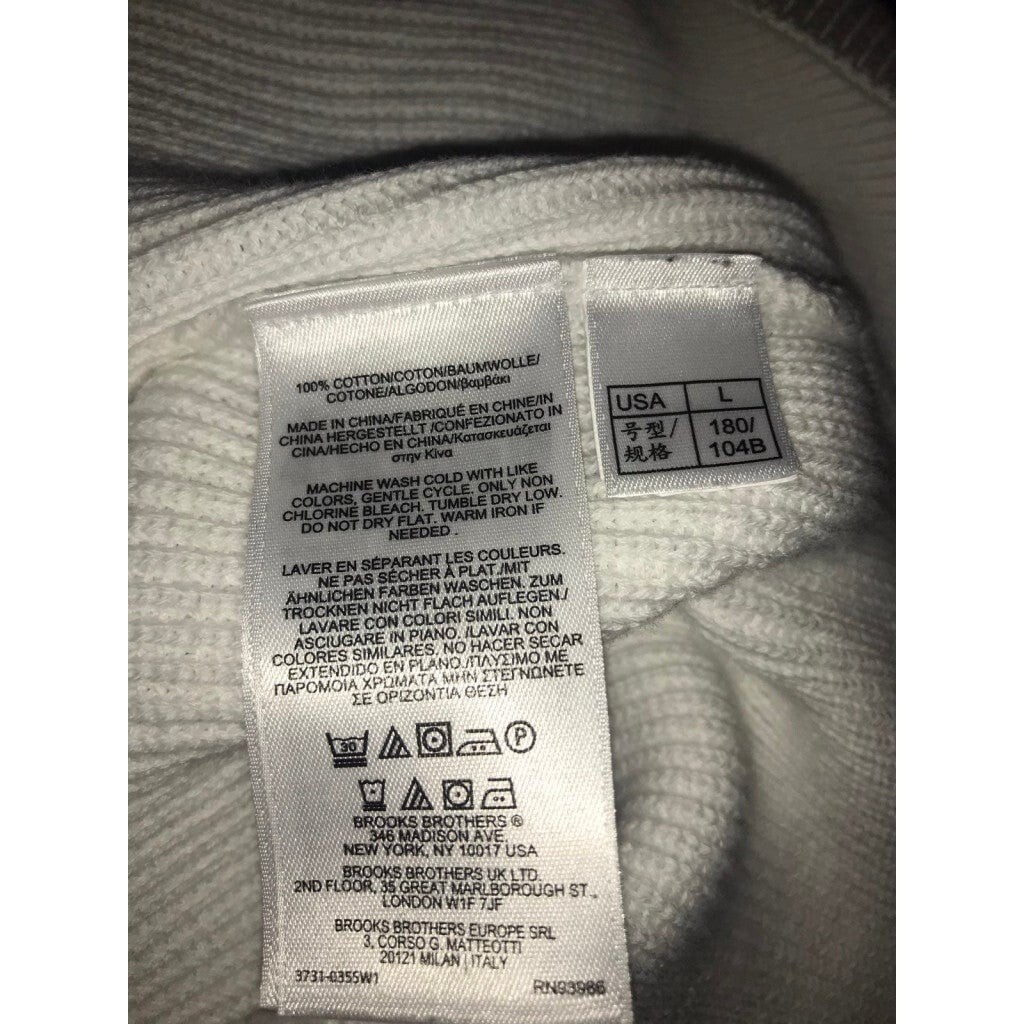 100% COTTON/COTON/BAUMWOLLE/
COTONE/ALGODON/βαμβάκι
MADE IN CHINA/FABRIQUÉ EN CHINE/IN
CHINA HERGESTELLT /CONFEZIONATO IN
CINA/HECHO EN CHINA/Κατασκευάζεται
στην Κίνα
MACHINE WASH COLD WITH LIKE
COLORS, GENTLE CYCLE. ONLY NON
CHLORINE BLEACH. TUMBLE DRY LOW.
DO NOT DRY FLAT. WARM IRON IF
NEEDED .
LAVER EN SÉPARANT LES COULEURS.
NE PAS SÉCHER À PLAT./MIT
ÄHNLICHEN FARBEN WASCHEN. ZUM
TROCKNEN NICHT FLACH AUFLEGEN./
LAVARE CON COLORI SIMILI. NON
ASCIUGARE IN PIANO. /LAVAR CON
COLORES SIMILARES. NO HACER SECAR
EXTENDIDO EN PLANO./ΠΛΥΣΙΜΟ ΜΕ
ΠΑΡΟΜΟΙΑ ΧΡΩΜΑΤΑ ΜΗΝ ΣΤΕΓΝΩΝΕΤΕ
ΣΕ ΟΡΙΖΟΝΤΙΑ ΘΕΣΗ
30 P
BROOKS BROTHERS ®
346 MADISON AVE.
NEW YORK, NY 10017 USA
BROOKS BROTHERS UK LTD.
2ND FLOOR, 35 GREAT MARLBOROUGH ST.,
LONDON W1F 7JF
BROOKS BROTHERS EUROPE SRL
3, CORSO G. MATTEOTTI
20121 MILAN | ITALY
3731-0355W1 RN93986
USA L
号型/ 180/
规格 104B